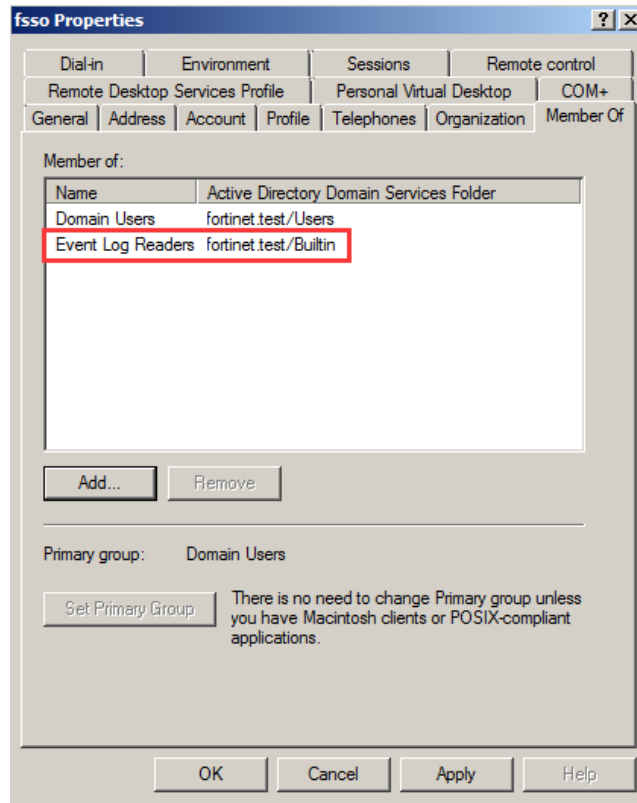 fsso Properties
? X
Dial-in Environment Sessions Remote control
Remote Desktop Services Profile Personal Virtual Desktop COM+
General Address Account Profile Telephones Organization Member Of
Member of:
Name Active Directory Domain Services Folder
Domain Users fortinet.test/Users
Event Log Readers fortinet.test/Builtin
Add... Remove
Primary group: Domain Users
Set Primary Group
There is no need to change Primary group unless
you have Macintosh clients or POSIX-compliant
applications.
OK Cancel Apply Help